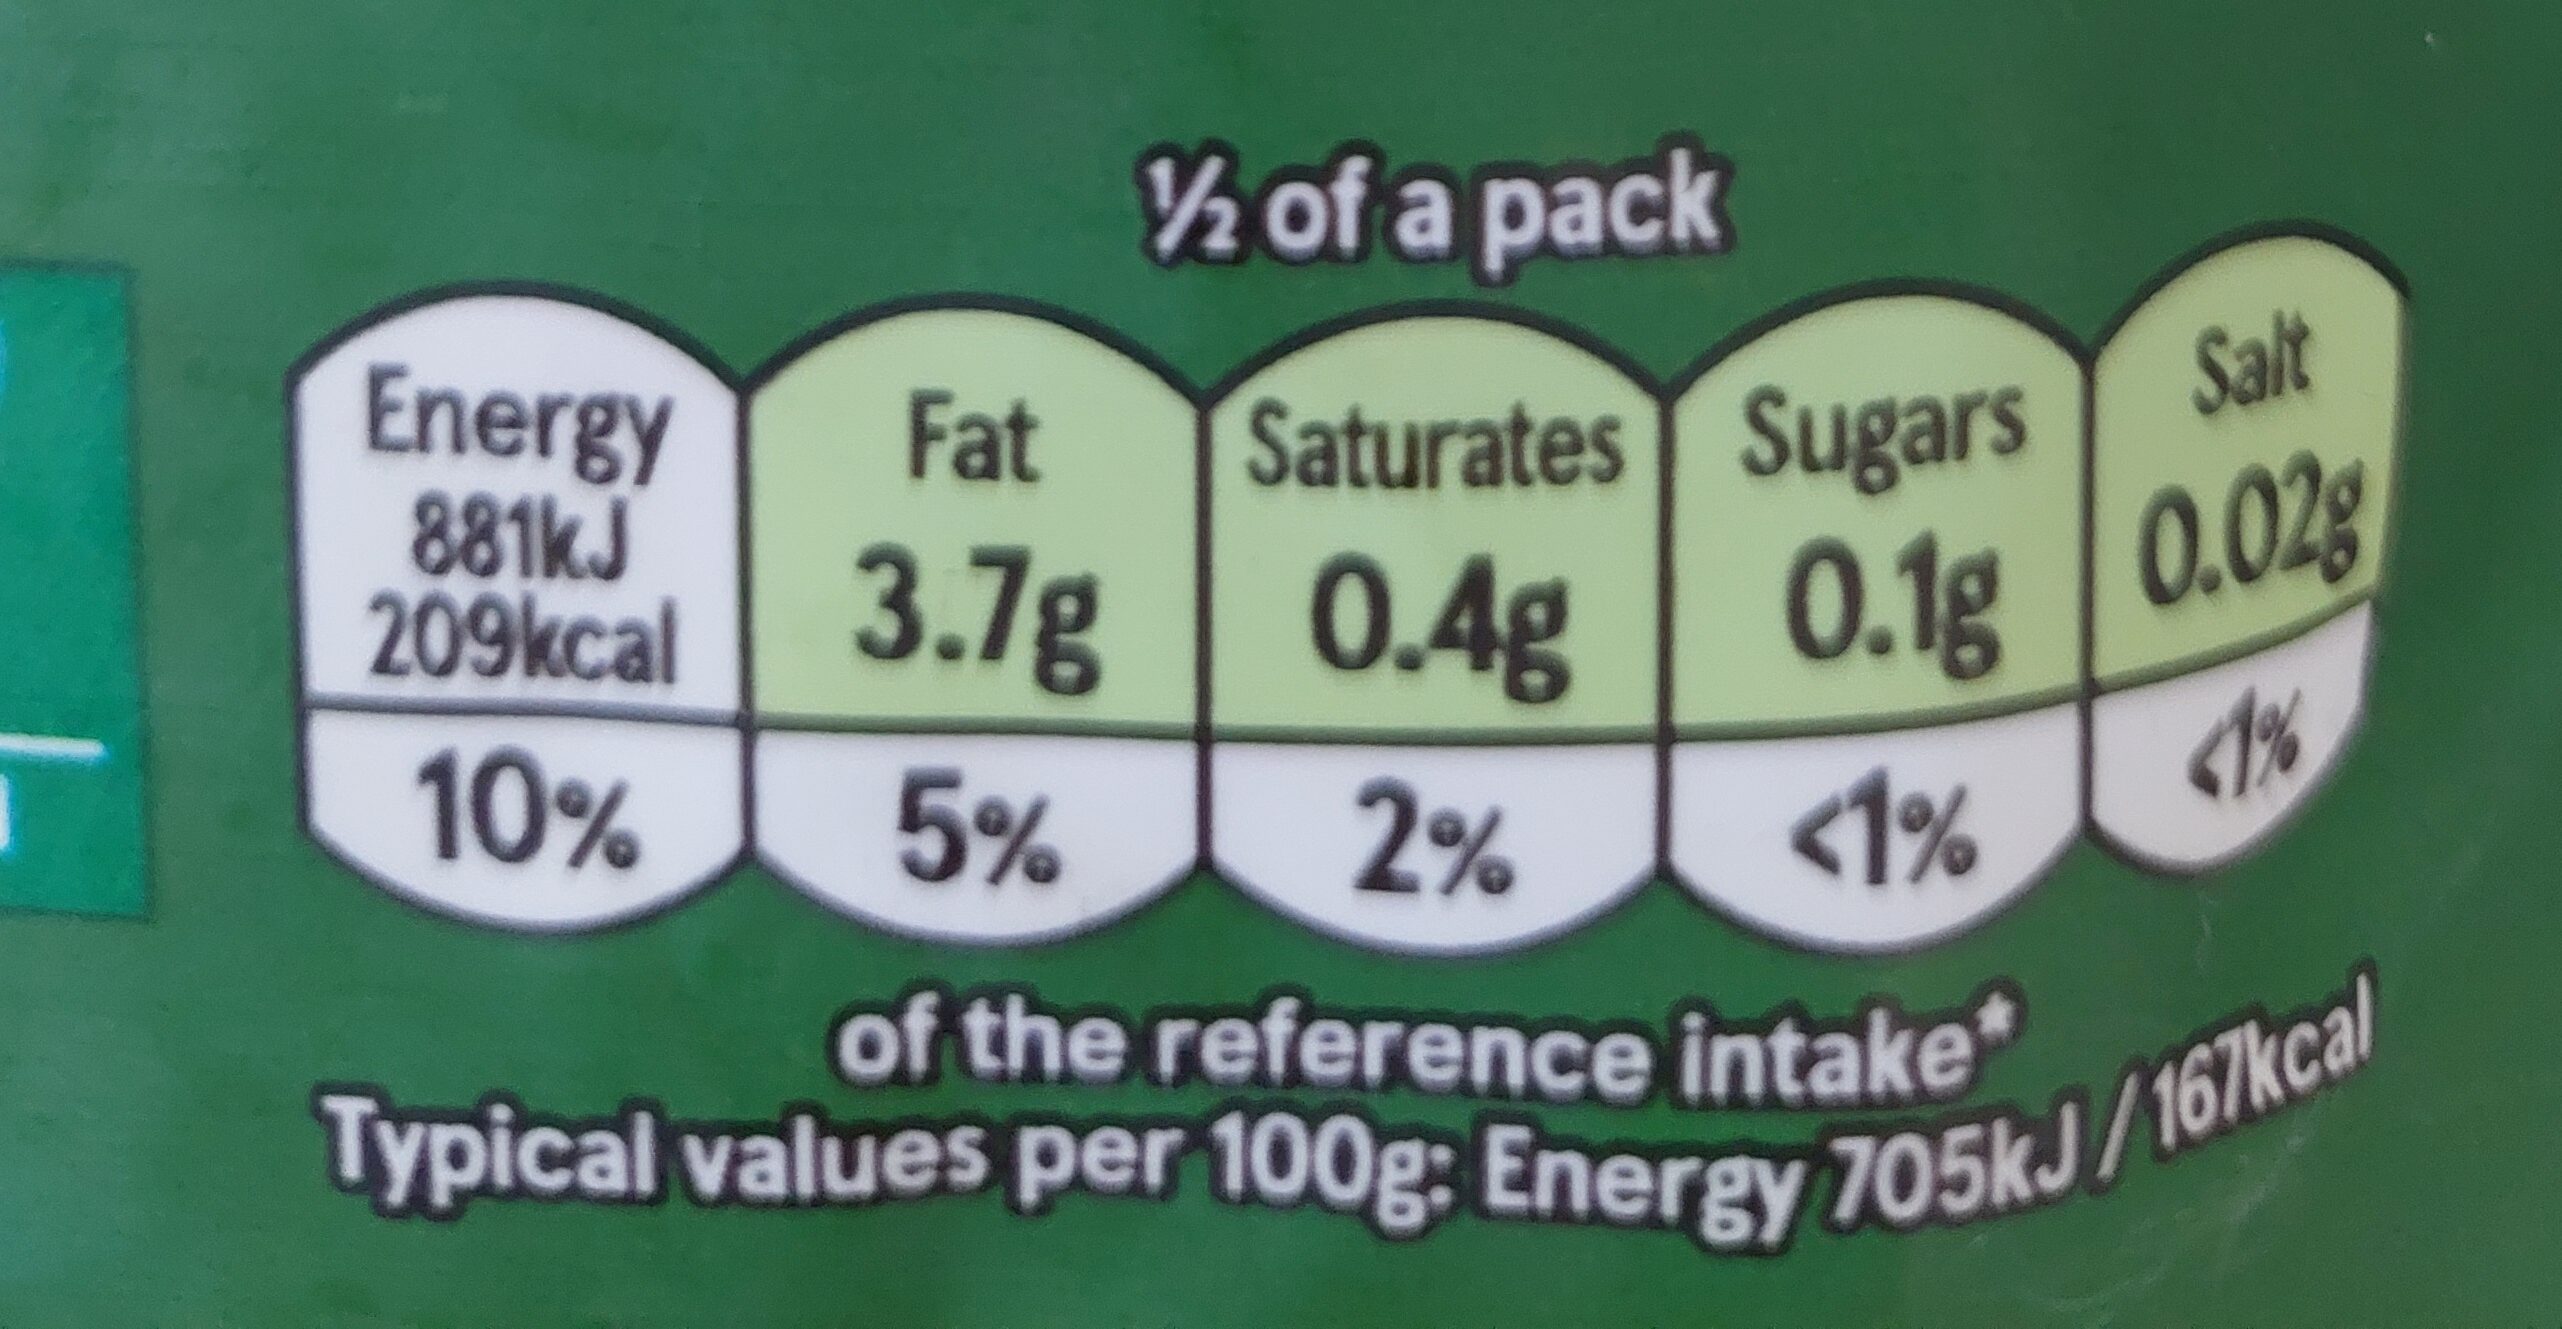 ½ of a pack
Energy
881kJ
209kcal
10%
Fat
3.7g
5%
Saturates
0.4g
2%
Sugars
0.1g
<1%
Salt
0.02g
<1%
of the reference intake*
Typical values per 100g: Energy 705kJ / 167kcal